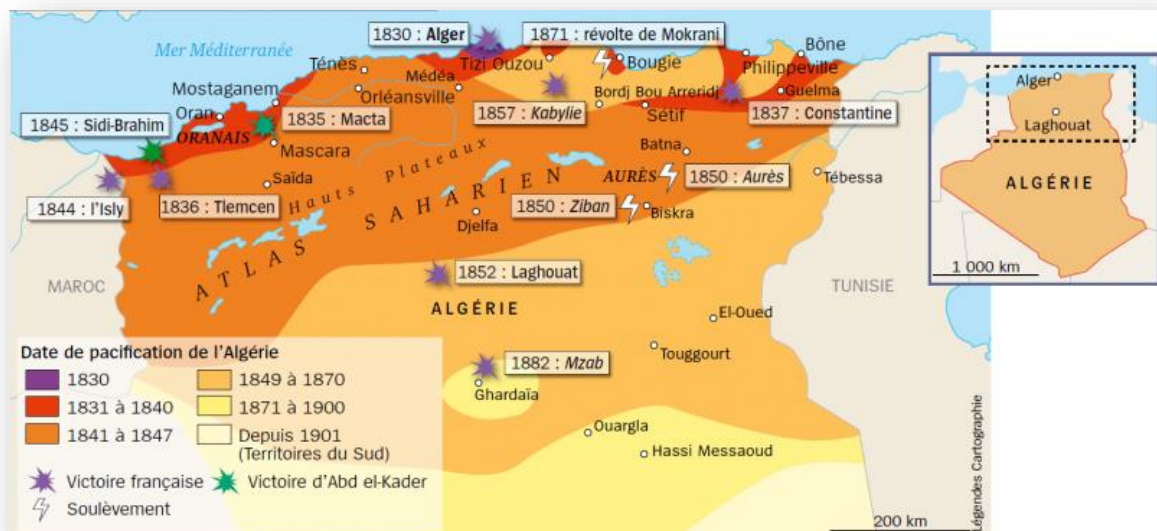 1830 : Alger
1871 : révolte de Mokrani
Mer Méditerranée
Bône
Tizi Ouzou
Bougie
Philippeville
Ténès
Médéa
Bordj Bou Arreridj
Guelma
Mostaganem
Orléansville
Oran
1857 : Kabylie
Sétif
1837 : Constantine
1845 : Sidi-Brahim
ORANAIS
1835 : Macta
Mascara
Batna
Hauts Plateaux
Saïda
AURÈS
1850 : Aurès
Tébessa
1844 : l'Isly
1836 : Tlemcen
1850 : Ziban
Biskra
ATLAS SAHARIEN
Djelfa
1852 : Laghouat
MAROC
ALGÉRIE
TUNISIE
El-Oued
Touggourt
1882 : Mzab
Ghardaïa
Ouargla
Hassi Messaoud
200 km
Légendes Cartographie
Date de pacification de l'Algérie
1830
1831 à 1840
1841 à 1847
1849 à 1870
1871 à 1900
Depuis 1901
(Territoires du Sud)
Victoire française
Victoire d'Abd el-Kader
Soulèvement
Alger
Laghouat
ALGÉRIE
1 000 km